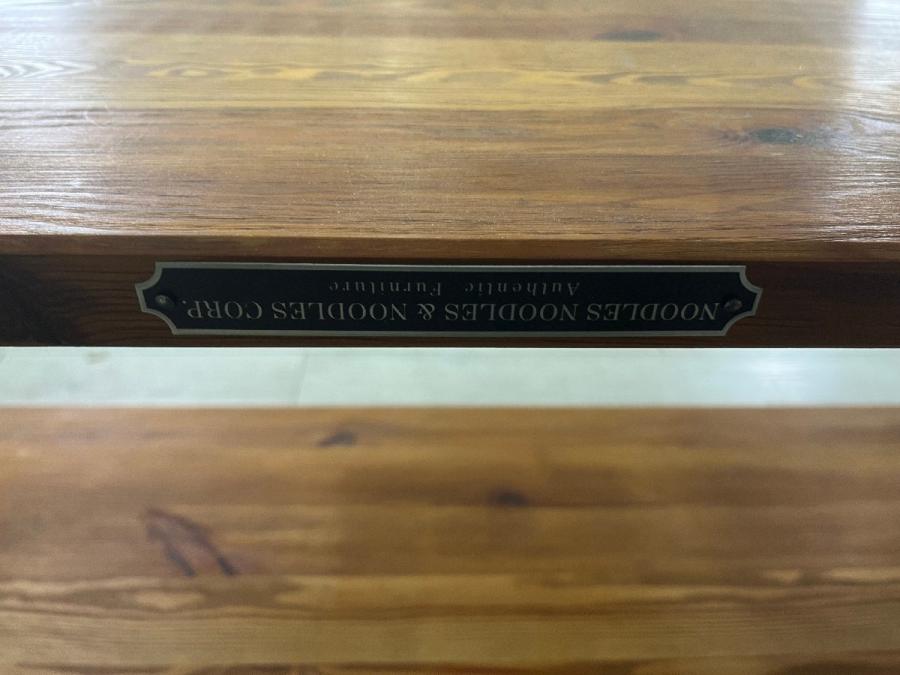 NOODLES NOODLES & NOODLES CORP.
Authentic Furniture